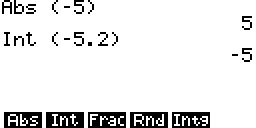 Abs (-5)
5
Int (-5.2)
-5
Abs Int Frac Rnd Intg